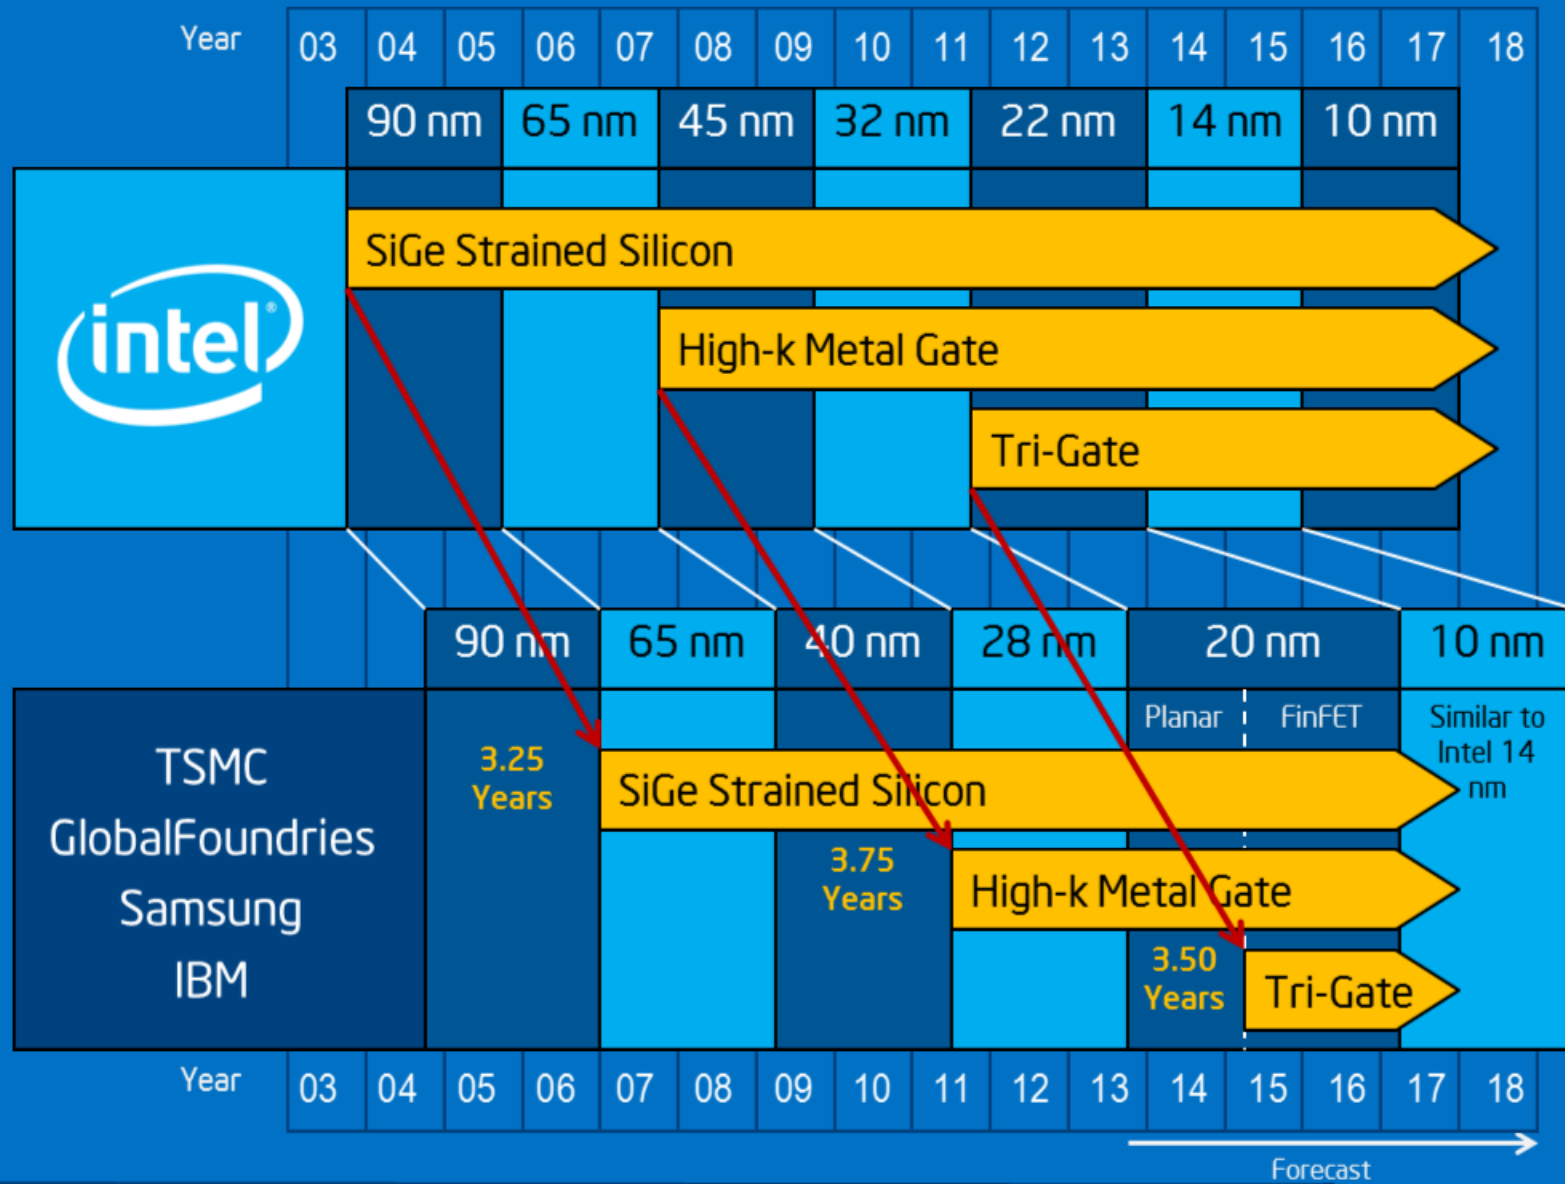 Year 03 04 05 06 07 08 09 10 11 12 13 14 15 16 17 18
90 nm 65 nm 45 nm 32 nm 22 nm 14 nm 10 nm
intel®
SiGe Strained Silicon
High-k Metal Gate
Tri-Gate
90 nm 65 nm 40 nm 28 nm 20 nm 10 nm
Planar FinFET
Similar to
Intel 14
nm
TSMC
GlobalFoundries
Samsung
IBM
3.25
Years
SiGe Strained Silicon
3.75
Years
High-k Metal Gate
3.50
Years
Tri-Gate
Year 03 04 05 06 07 08 09 10 11 12 13 14 15 16 17 18
Forecast